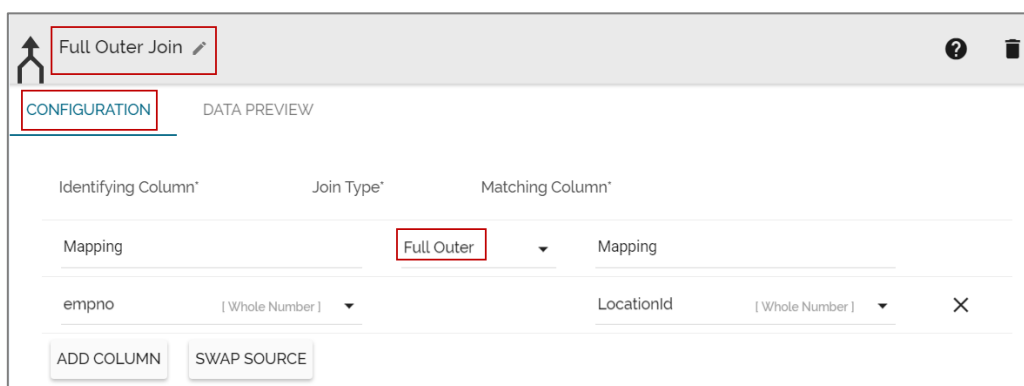 Full Outer Join
CONFIGURATION DATA PREVIEW
Identifying Column* Join Type* Matching Column*
Mapping Full Outer Mapping
empno [ Whole Number ] LocationId [ Whole Number ]
ADD COLUMN SWAP SOURCE